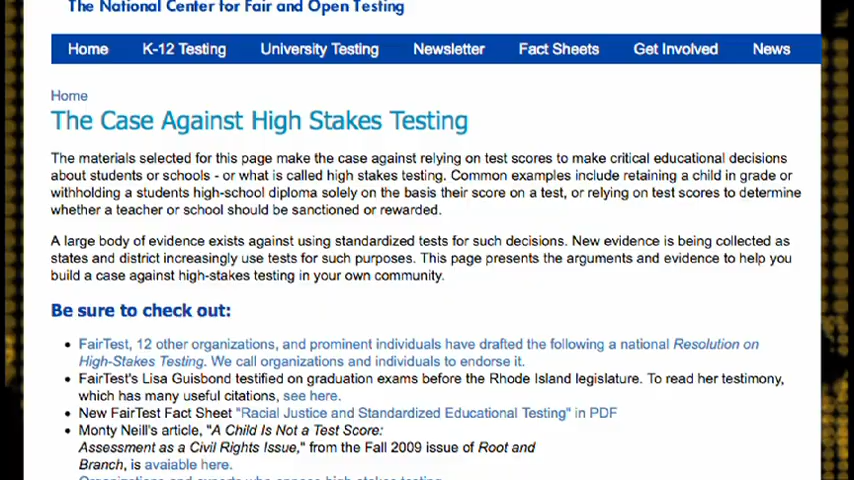 The National Center for Fair and Open Testing
Home K-12 Testing University Testing Newsletter Fact Sheets Get Involved News
Home
The Case Against High Stakes Testing
The materials selected for this page make the case against relying on test scores to make critical educational decisions
about students or schools - or what is called high stakes testing. Common examples include retaining a child in grade or
withholding a students high-school diploma solely on the basis their score on a test, or relying on test scores to determine
whether a teacher or school should be sanctioned or rewarded.
A large body of evidence exists against using standardized tests for such decisions. New evidence is being collected as
states and district increasingly use tests for such purposes. This page presents the arguments and evidence to help you
build a case against high-stakes testing in your own community.
Be sure to check out:
FairTest, 12 other organizations, and prominent individuals have drafted the following a national Resolution on
High-Stakes Testing. We call organizations and individuals to endorse it.
FairTest's Lisa Guisbond testified on graduation exams before the Rhode Island legislature. To read her testimony,
which has many useful citations, see here.
New FairTest Fact Sheet "Racial Justice and Standardized Educational Testing" in PDF
Monty Neill's article, "A Child Is Not a Test Score:
Assessment as a Civil Rights Issue," from the Fall 2009 issue of Root and
Branch, is avaiable here.
Organizations and experts who oppose high stakes testing